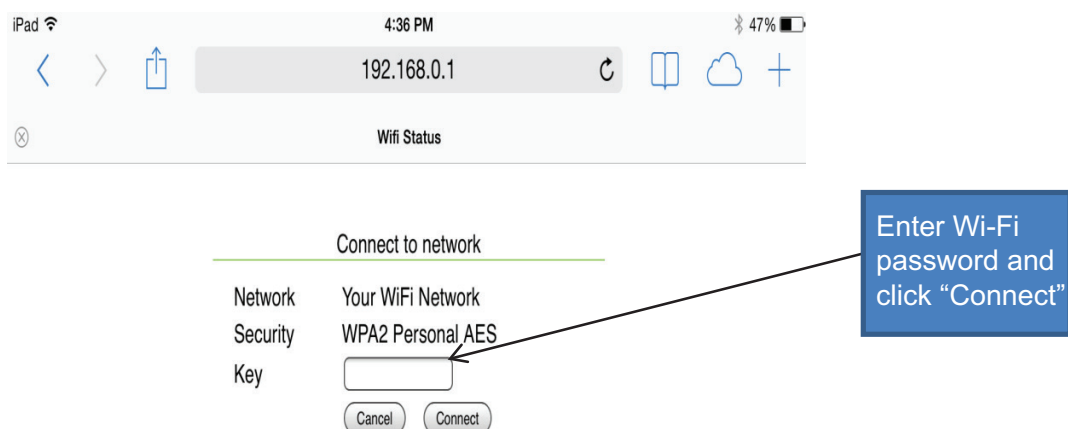 iPad 4:36 PM 47%
192.168.0.1
Wifi Status
Connect to network
Network Your WiFi Network
Security WPA2 Personal AES
Key
Cancel Connect
Enter Wi-Fi
password and
click “Connect”